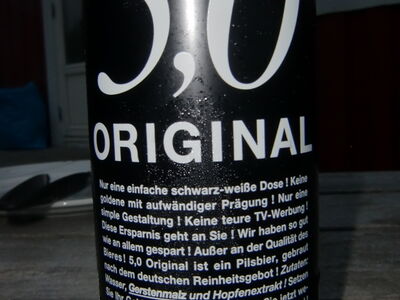 5,0
ORIGINAL
Nur eine einfache schwarz-weiße Dose ! Keine
goldene mit aufwändiger Prägung ! Nur eine
simple Gestaltung ! Keine teure TV-Werbung !
Diese Ersparnis geht an Sie ! Wir haben so gut
wie an allem gespart ! Außer an der Qualität des
Bieres ! 5,0 Original ist ein Pilsbier, gebraut
nach dem deutschen Reinheitsgebot ! Zutaten:
Wasser, Gerstenmalz und Hopfenextrakt ! Setzen
Sie jetzt